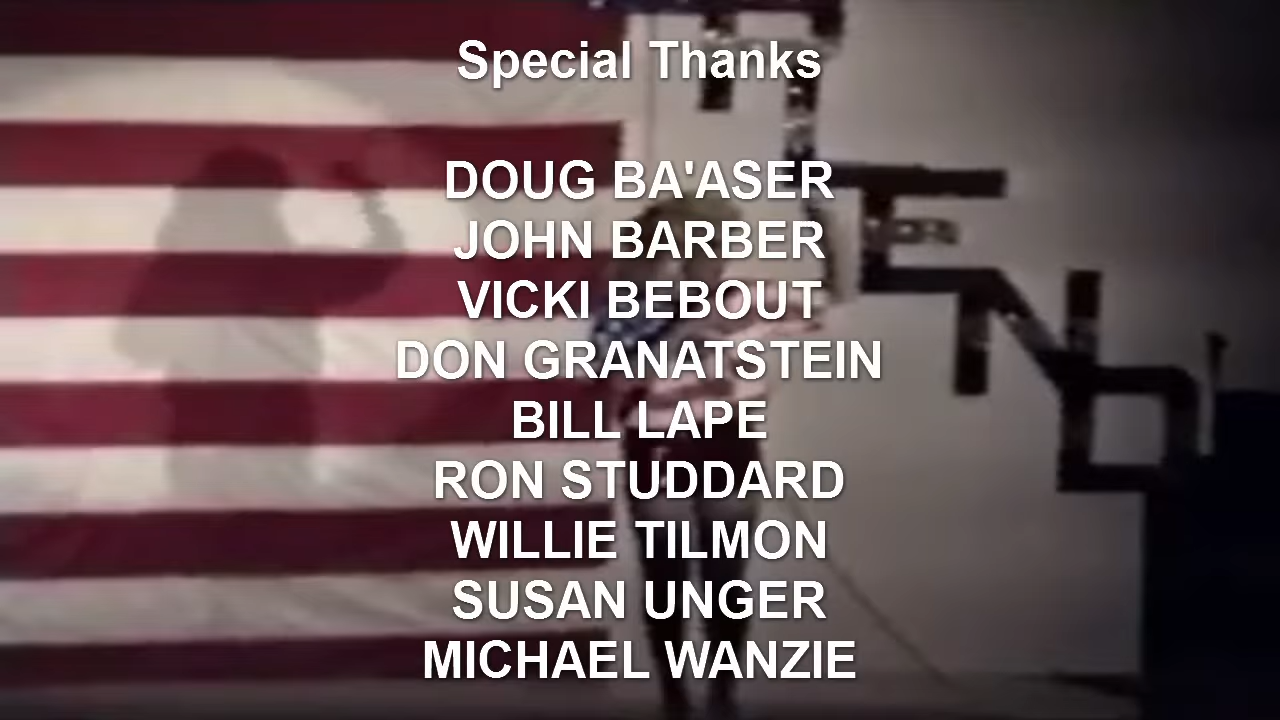 Special Thanks
DOUG BA'ASER
JOHN BARBER
VICKI BEBOUT
DON GRANATSTEIN
BILL LAPE
RON STUDDARD
WILLIE TILMON
SUSAN UNGER
MICHAEL WANZIE